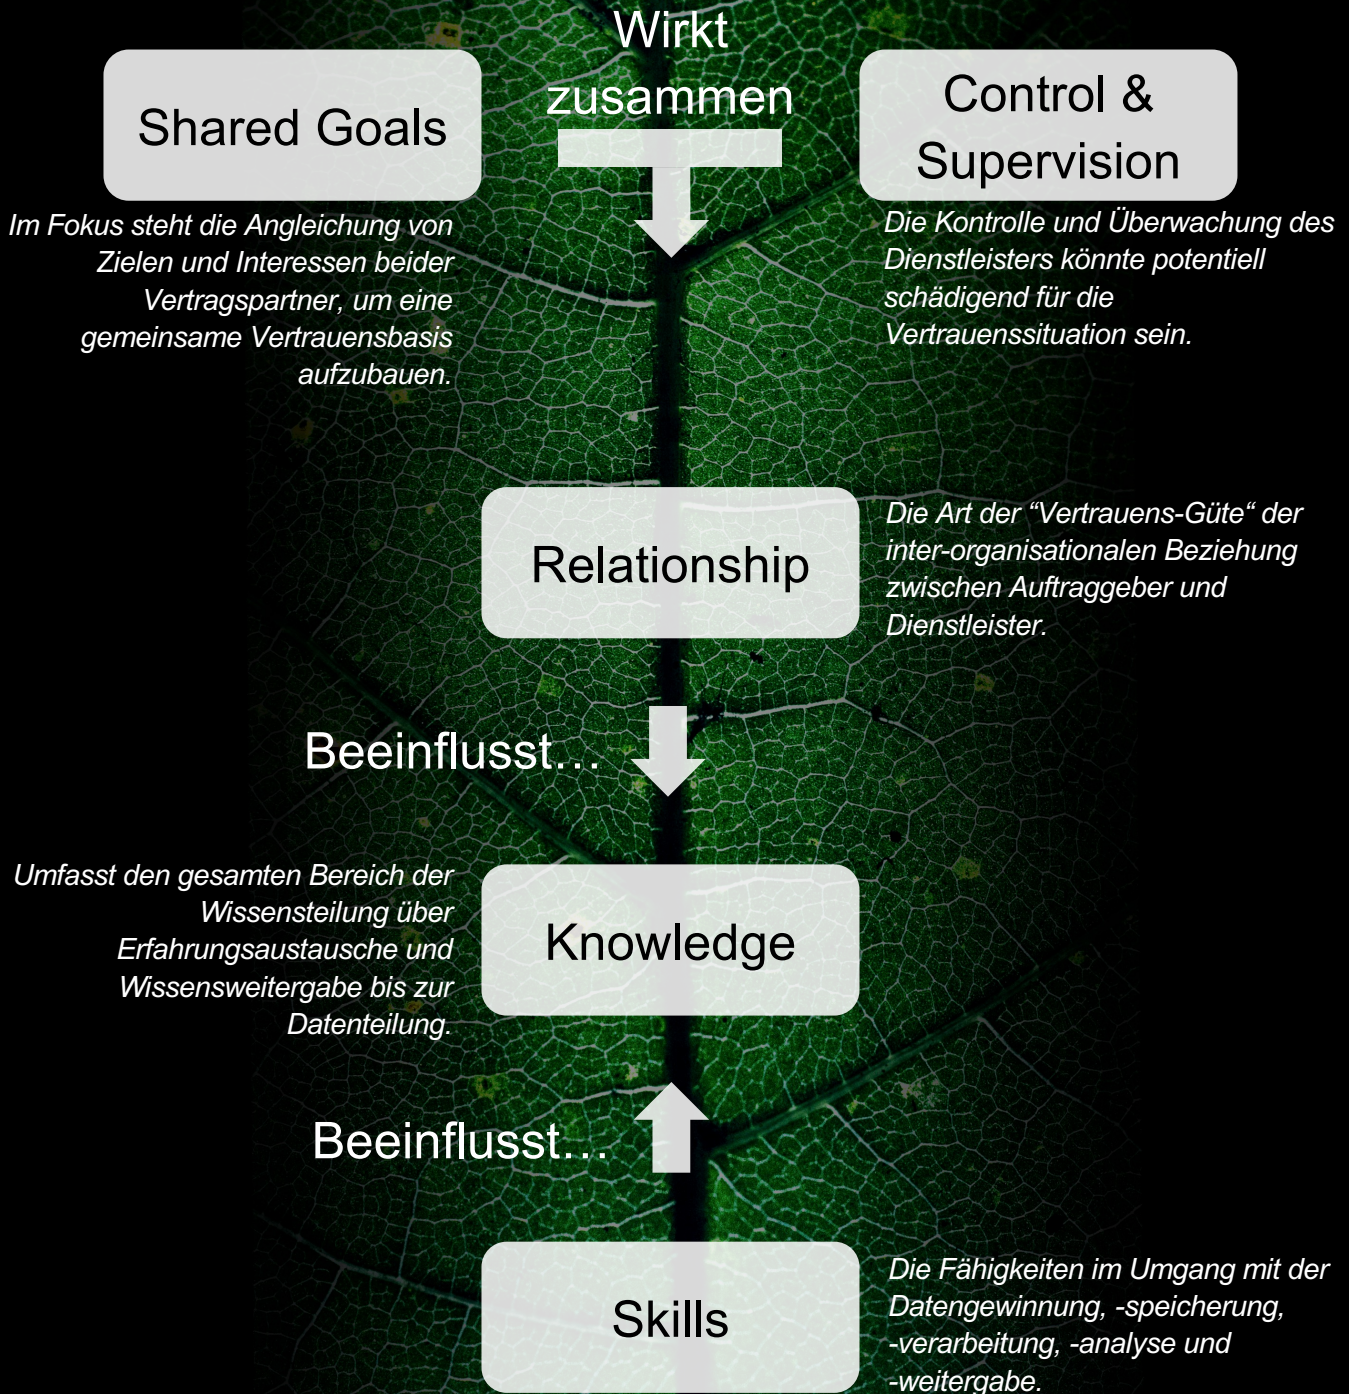 Wirkt
zusammen
Shared Goals
Control &
Supervision
Im Fokus steht die Angleichung von
Zielen und Interessen beider
Vertragspartner, um eine
gemeinsame Vertrauensbasis
aufzubauen.
Die Kontrolle und Überwachung des
Dienstleisters könnte potentiell
schädigend für die
Vertrauenssituation sein.
Relationship
Die Art der “Vertrauens-Güte“ der
inter-organisationalen Beziehung
zwischen Auftraggeber und
Dienstleister.
Beeinflusst…
Umfasst den gesamten Bereich der
Wissensteilung über
Erfahrungsaustausche und
Wissensweitergabe bis zur
Datenteilung.
Knowledge
Beeinflusst…
Skills
Die Fähigkeiten im Umgang mit der
Datengewinnung, -speicherung,
-verarbeitung, -analyse und
-weitergabe.